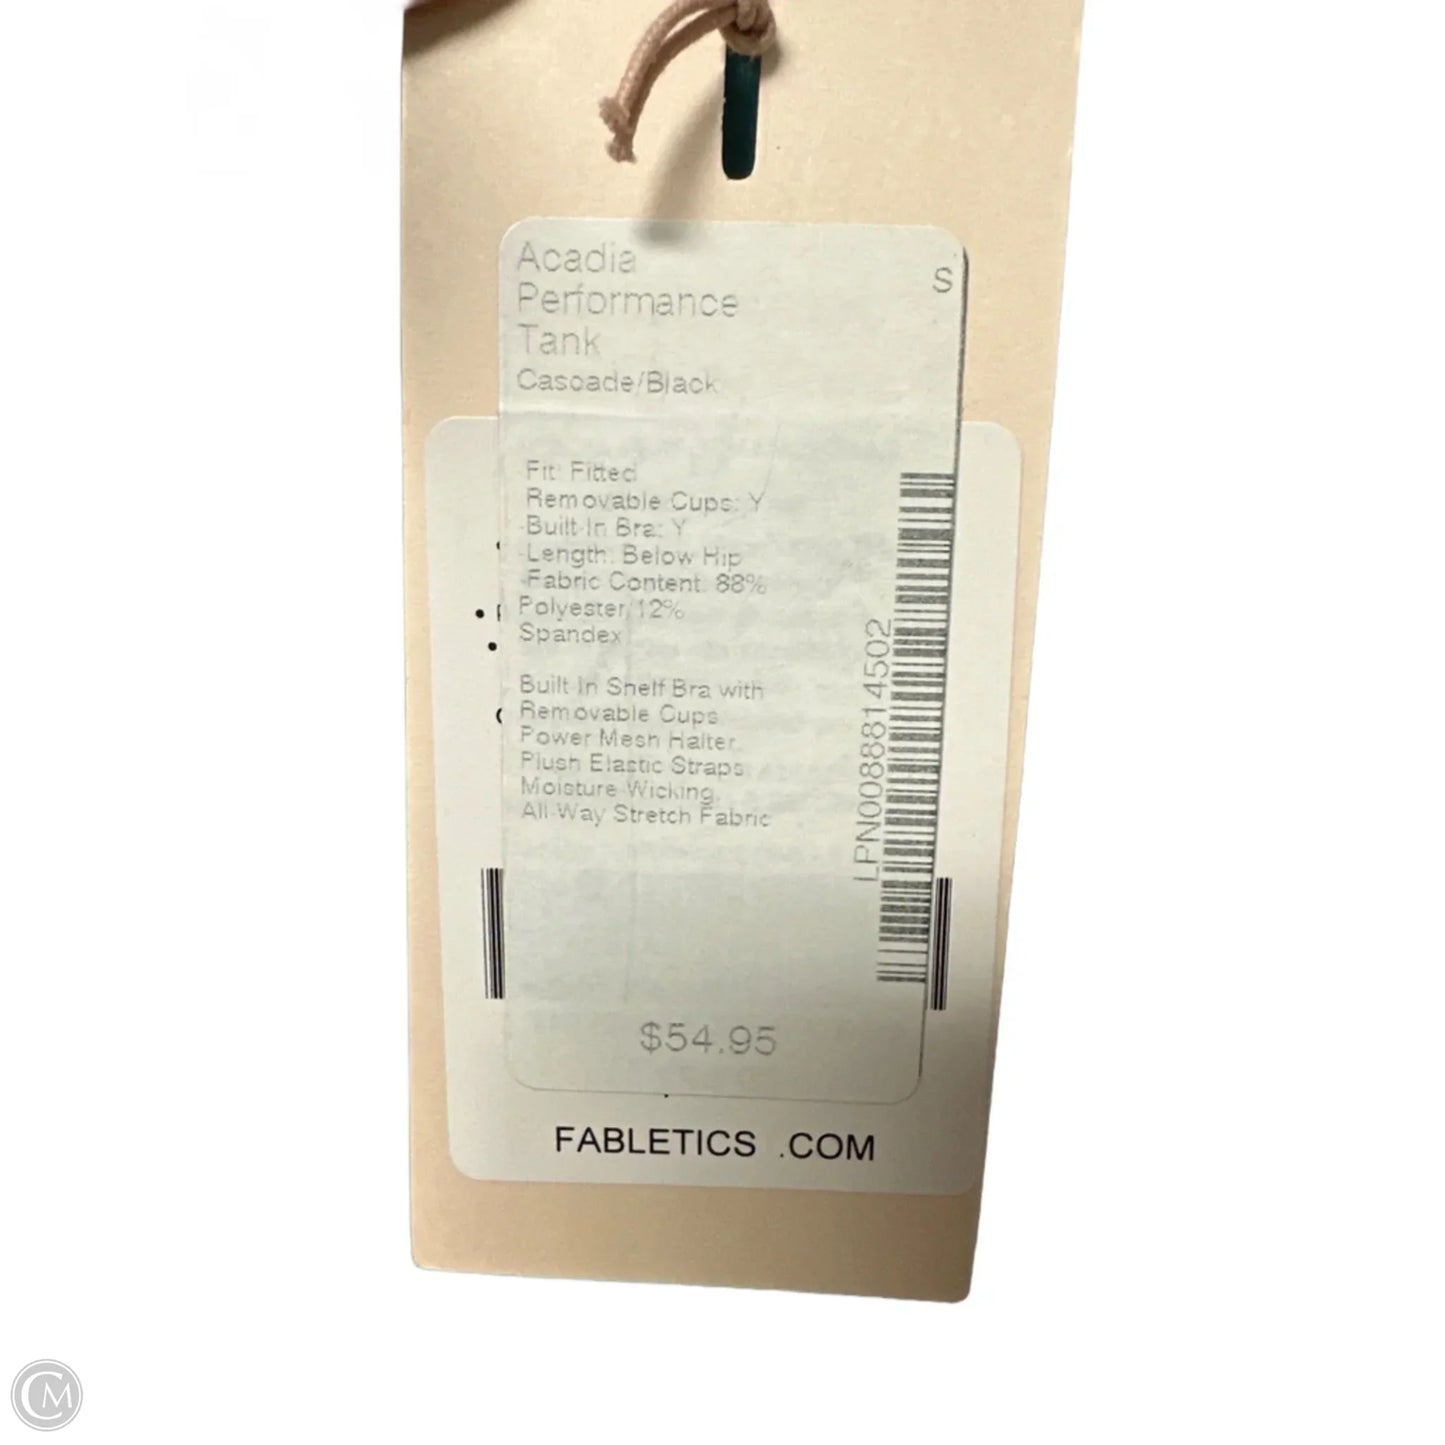 Acadia
Performance
Tank
S
Cascade/Black
Fit: Fitted
Removable Cups: Y
-Built-In Bra: Y
-Length: Below Hip
-Fabric Content: 88%
Polyester/12%
Spandex
Built In Shelf Bra with
Removable Cups.
Power Mesh Halter.
Plush Elastic Straps.
Moisture-Wicking.
All-Way Stretch Fabric
LPN00888814502
$54.95
FABLETICS .COM
CM